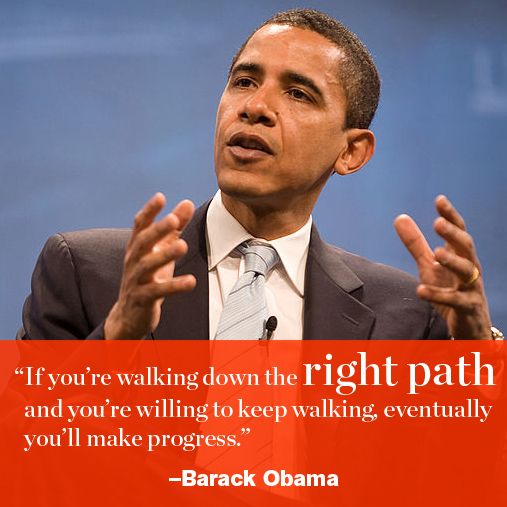 “If you’re walking down the right path
and you’re willing to keep walking, eventually
you’ll make progress.”
–Barack Obama